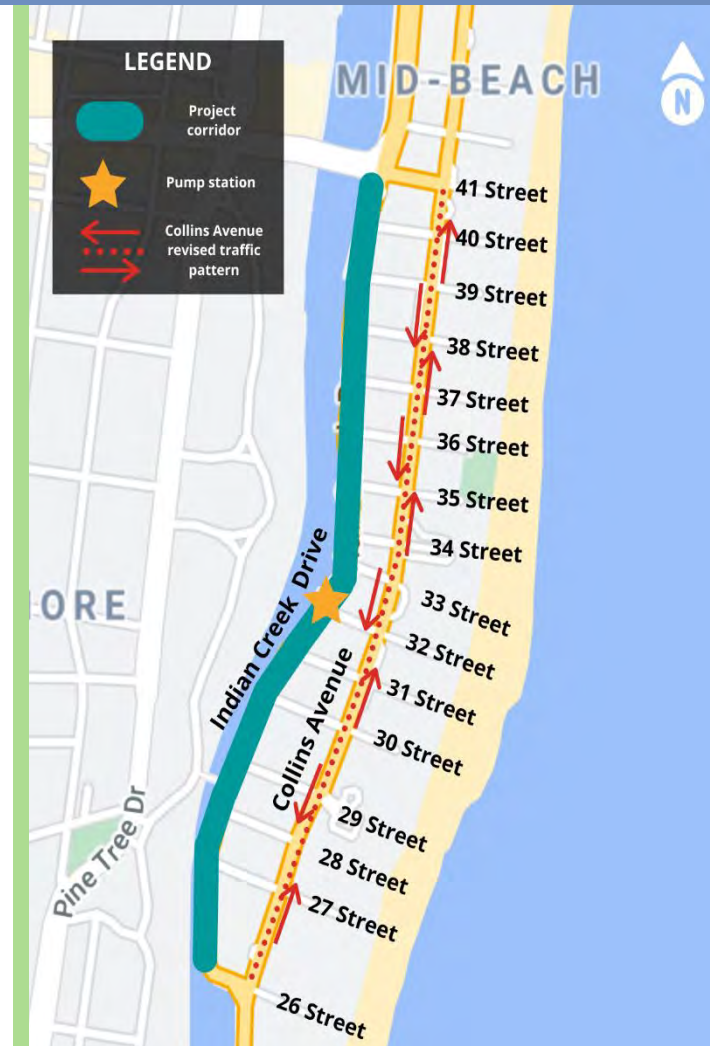 LEGEND
Project
corridor
Pump station
Collins Avenue
revised traffic
pattern
MID-BEACH
N
41 Street
40 Street
39 Street
38 Street
37 Street
36 Street
35 Street
34 Street
33 Street
32 Street
31 Street
30 Street
29 Street
28 Street
27 Street
26 Street
Indian Creek Drive
Collins Avenue
ORE
Pine Tree Dr